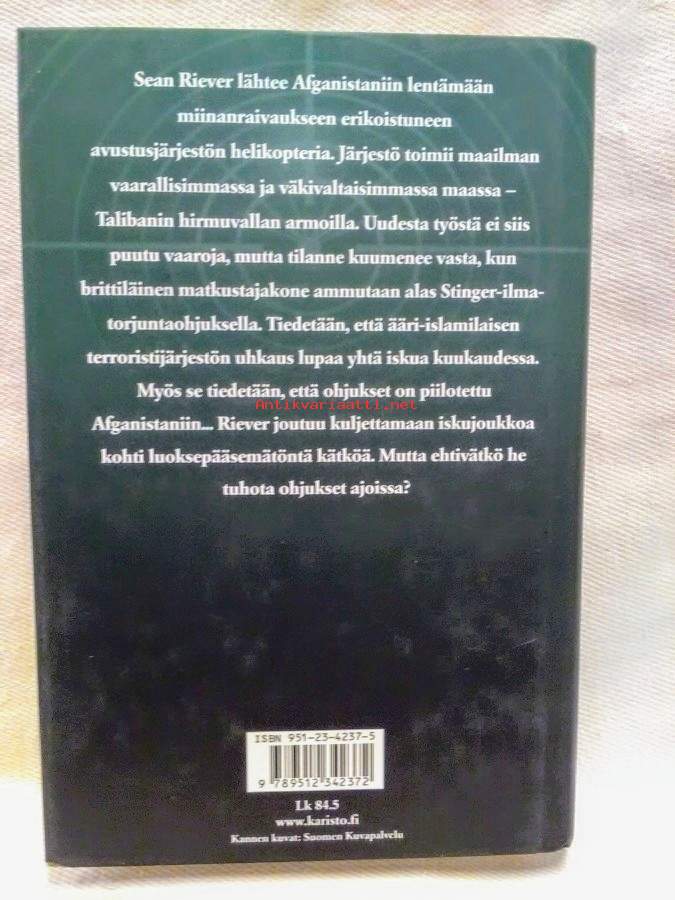 Sean Riever lähtee Afganistaniin lentämään
miinanraivaukseen erikoistuneen
avustusjärjestön helikopteria. Järjestö toimii maailman
vaarallisimmassa ja väkivaltaisimmassa maassa –
Talibanin hirmuvallan armoilla. Uudesta työstä ei siis
puutu vaaroja, mutta tilanne kuumenee vasta, kun
brittiläinen matkustajakone ammutaan alas Stinger-ilma-
torjuntaohjuksella. Tiedetään, että ääri-islamilaisen
terroristijärjestön uhkaus lupaa yhtä iskua kuukaudessa.
Myös se tiedetään, että ohjukset on piilotettu
Antikvariaatti.net
Afganistaniin... Riever joutuu kuljettamaan iskujoukkoa
kohti luoksepääsemätöntä kätköä. Mutta ehtivätkö he
tuhota ohjukset ajoissa?
ISBN 951-23-4237-5
9 789512 342372
Lk 84.5
www.karisto.fi
Kannen kuvat: Suomen Kuvapalvelu